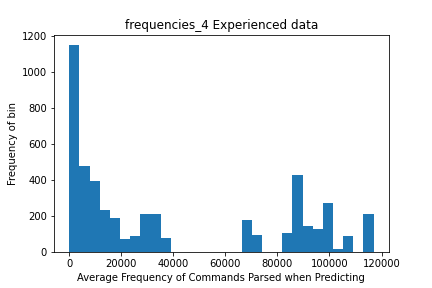 frequencies_4 Experienced data
Frequency of bin
1200
1000
800
600
400
200
0
0 20000 40000 60000 80000 100000 120000
Average Frequency of Commands Parsed when Predicting